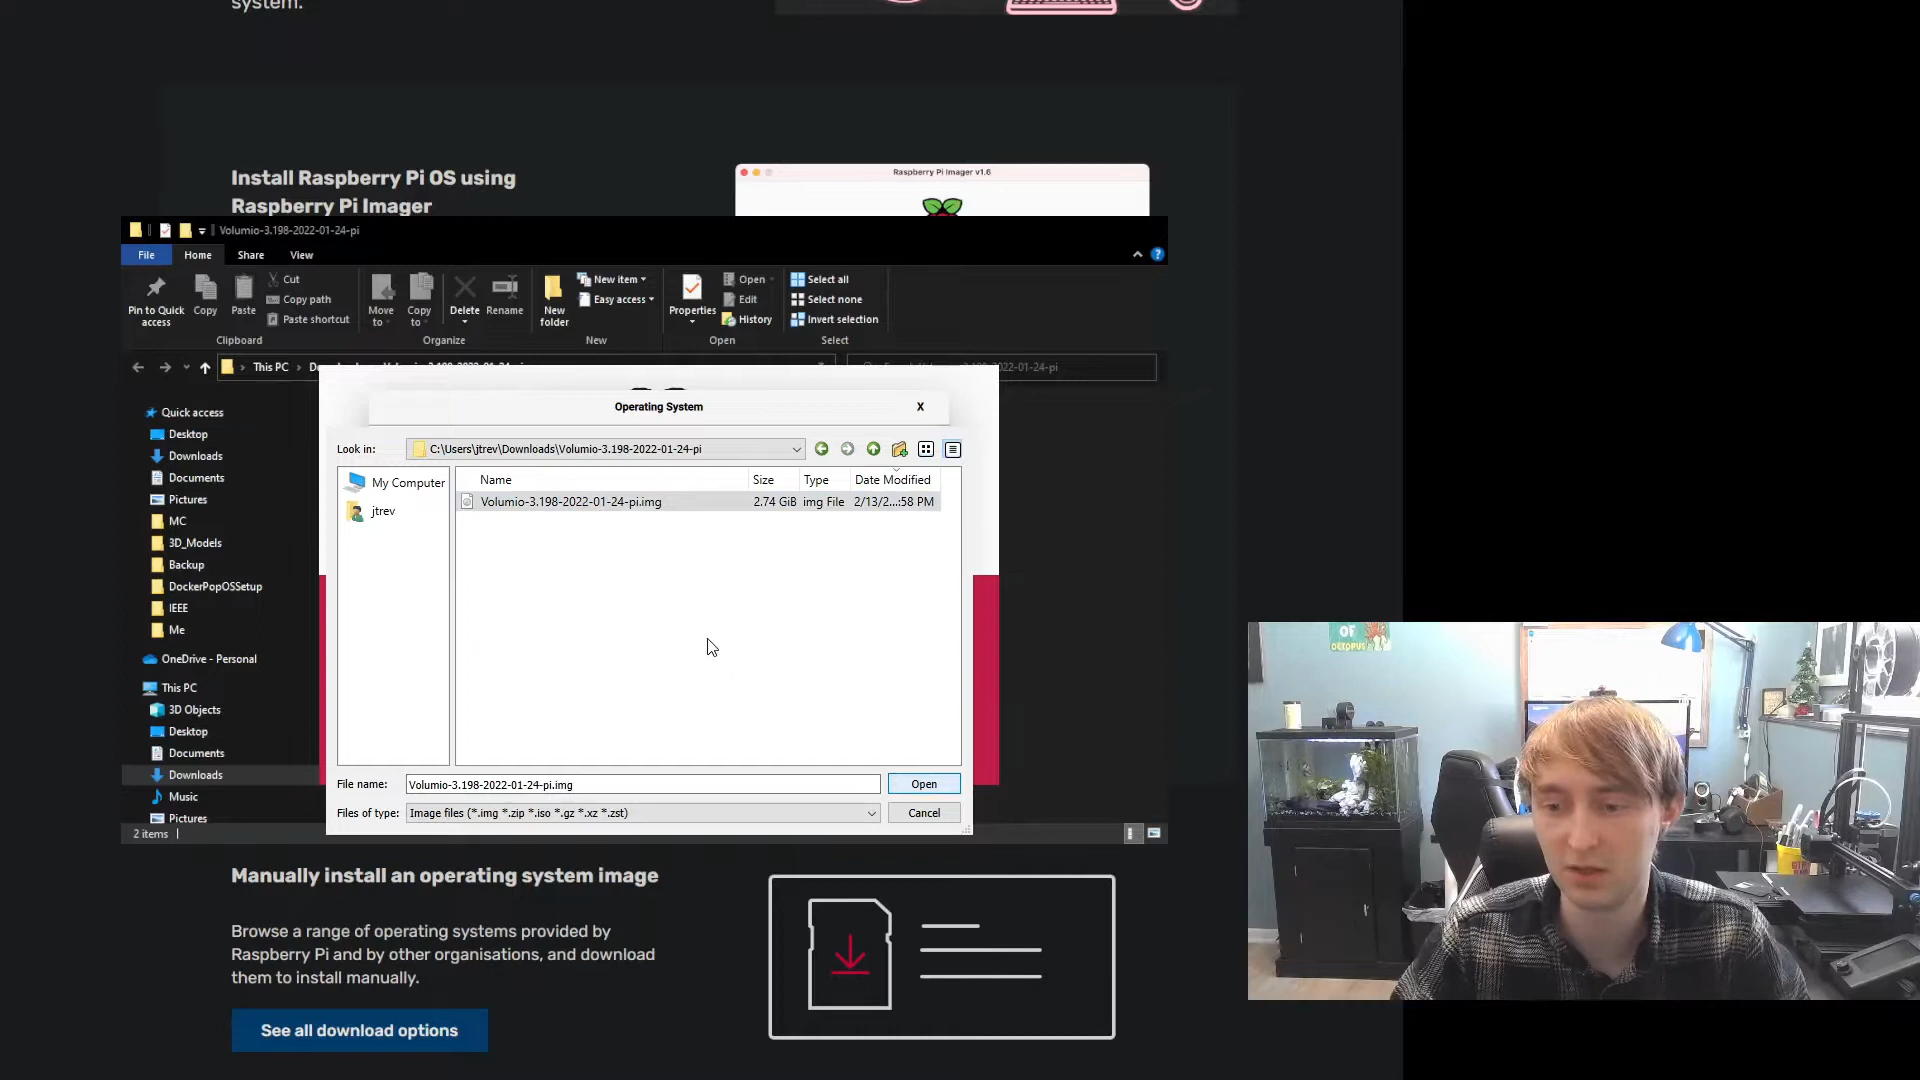 system.
Install Raspberry Pi OS using
Raspberry Pi Imager
Raspberry Pi Imager v1.6
Volumio-3.198-2022-01-24-pi
File
Home
Share
View
Pin to Quick
access
Copy
Paste
Cut
Copy path
Paste shortcut
Clipboard
Move
to
Copy
to
Delete
Rename
Organize
New
folder
New item
Easy access
New
Properties
Open
Edit
History
Open
Select all
Select none
Invert selection
Select
This PC
Operating System
X
Look in:
C:\Users\jtrev\Downloads\Volumio-3.198-2022-01-24-pi
My Computer
jtrev
Name
Size
Type
Date Modified
Volumio-3.198-2022-01-24-pi.img
2.74 GiB
img File
2/13/2...:58 PM
File name:
Volumio-3.198-2022-01-24-pi.img
Open
Files of type:
Image files (*.img *.zip *.iso *.gz *.xz *.zst)
Cancel
Quick access
Desktop
Downloads
Documents
Pictures
MC
3D_Models
Backup
DockerPopOSSetup
IEEE
Me
OneDrive - Personal
This PC
3D Objects
Desktop
Documents
Downloads
Music
Pictures
2 items
Manually install an operating system image
Browse a range of operating systems provided by
Raspberry Pi and by other organisations, and download
them to install manually.
See all download options
OF
OCTOPUS